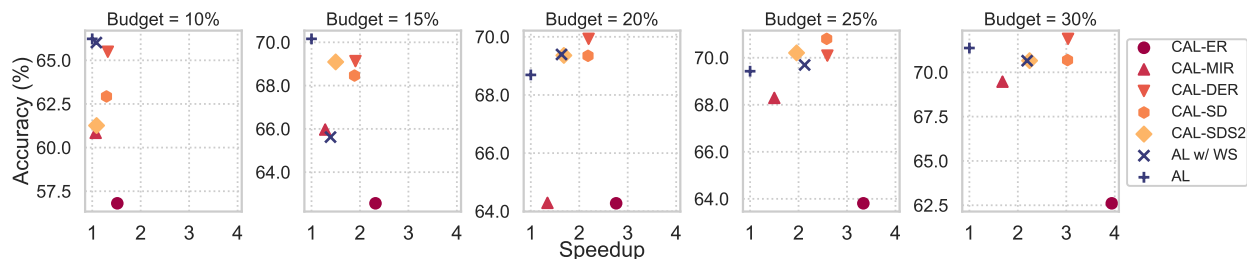 Budget = 10%
Budget = 15%
Budget = 20%
Budget = 25%
Budget = 30%
Accuracy (%)
65.0
62.5
60.0
57.5
1 2 3 4
70.0
68.0
66.0
64.0
1 2 3 4
70.0
68.0
66.0
64.0
1 2 3 4
70.0
68.0
66.0
64.0
1 2 3 4
70.0
67.5
65.0
62.5
1 2 3 4
Speedup
CAL-ER
CAL-MIR
CAL-DER
CAL-SD
CAL-SDS2
AL w/ WS
AL